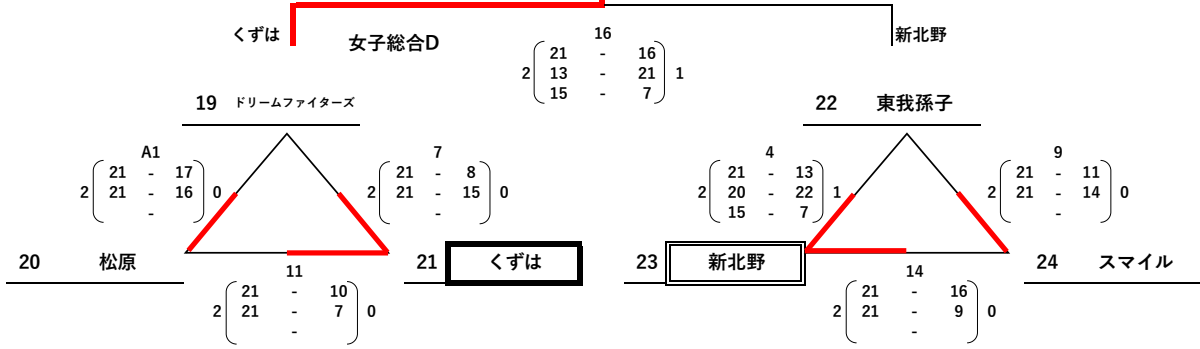 くずは
女子総合D
新北野
16
21 - 16
2 13 - 21 1
15 - 7
19 ドリームファイターズ
22 東我孫子
A1
21 - 17
2 21 - 16 0
-
7
21 - 8
2 21 - 15 0
-
4
21 - 13
2 20 - 22 1
15 - 7
9
21 - 11
2 21 - 14 0
-
20 松原
21 くずは
23 新北野
24 スマイル
11
21 - 10
2 21 - 7 0
-
14
21 - 16
2 21 - 9 0
-